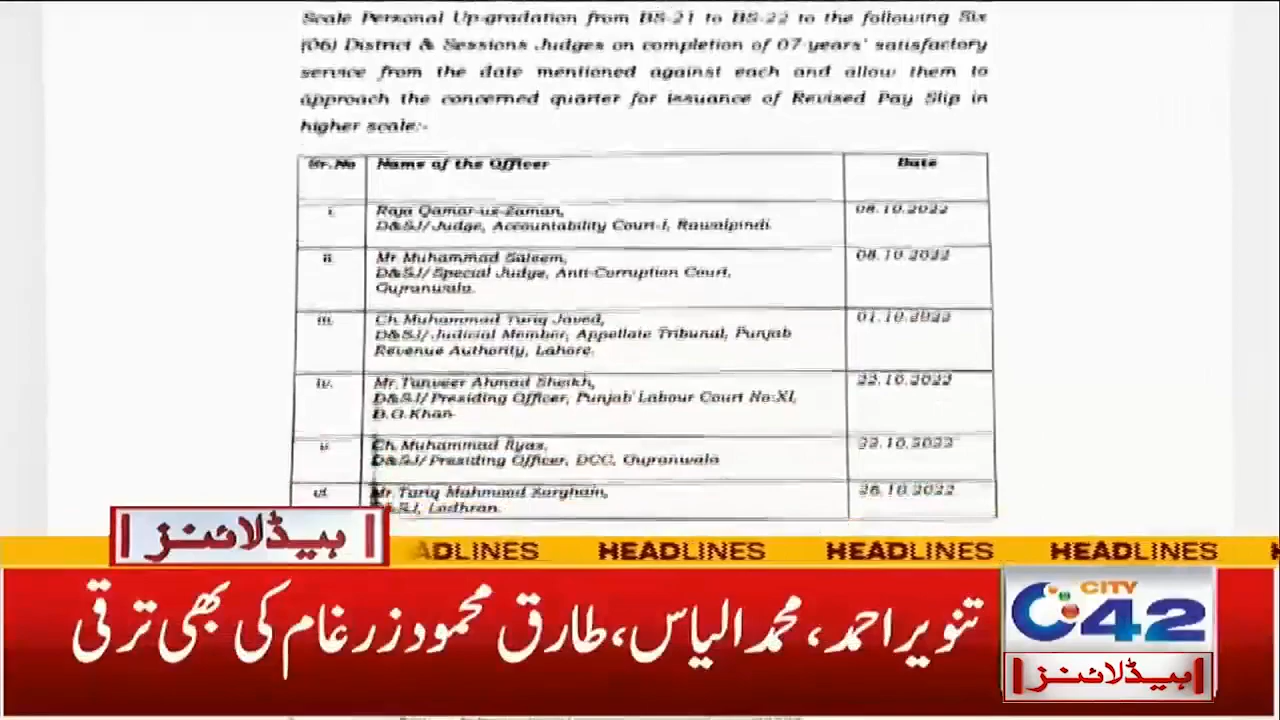 Scale Personal Up-gradation from BS-21 to BS-22 to the following Six
(06) District & Sessions Judges on completion of 07 years' satisfactory
service from the date mentioned against each and allow them to
approach the concerned quarter for issuance of Revised Pay Slip in
higher scale:-
Sr.No Name of the Officer Date
i. Raja Qamar-uz-Zaman, 08.10.2022
D&SJ/Judge, Accountability Court-I, Rawalpindi
ii. Mr.Muhammad Saleem, 08.10.2022
D&SJ/Special Judge, Anti-Corruption Court,
Gujranwala.
iii. Ch.Muhammad Tariq Javed, 01.10.2022
D&SJ/Judicial Member, Appellate Tribunal, Punjab
Revenue Authority, Lahore.
iv. Mr.Tanveer Ahmad Sheikh, 22.10.2022
D&SJ/Presiding Officer, Punjab Labour Court No.XI,
D.G.Khan
v. Ch.Muhammad Ilyas, 22.10.2022
D&SJ/Presiding Officer, DCC, Gujranwala
vi. Mr.Tariq Mahmood Zargham, 26.10.2022
D&SJ, Lodhran.
ہیڈلائنز
ADLINES HEADLINES HEADLINES HEADLINES H
تنویر احمد، محمد الیاس، طارق محمود زرغام کی بھی ترقی
CITY
42
ہیڈلائنز